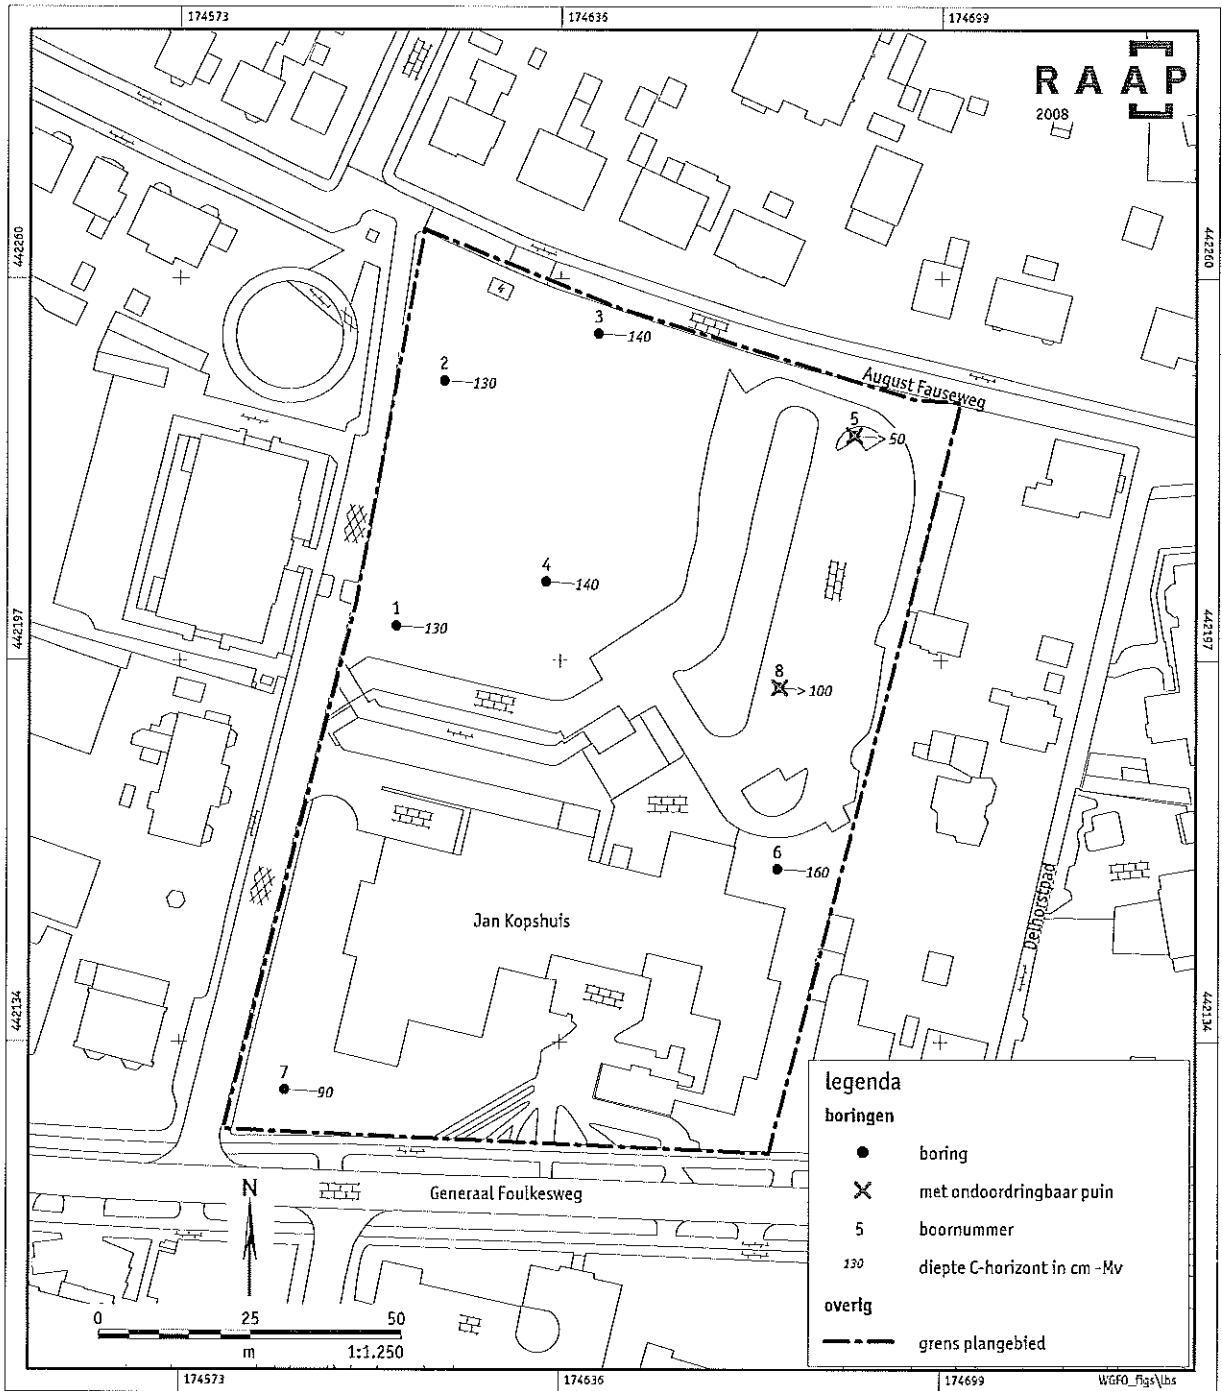 174573
174636
174699
RAAP
2008
442260
442260
4
3
140
2
130
August Fauseweg
5
> 50
4
140
1
130
442197
442197
8
> 100
6
160
Jan Kopshuis
Delhorstpad
442134
442134
7
90
legenda
boringen
boring
met ondoordringbaar puin
5 boornummer
130 diepte C-horizont in cm -Mv
overig
grens plangebied
Generaal Foulkesweg
N
0 25 50
m 1:1.250
174573
174636
174699
WGFO_figs\lbs